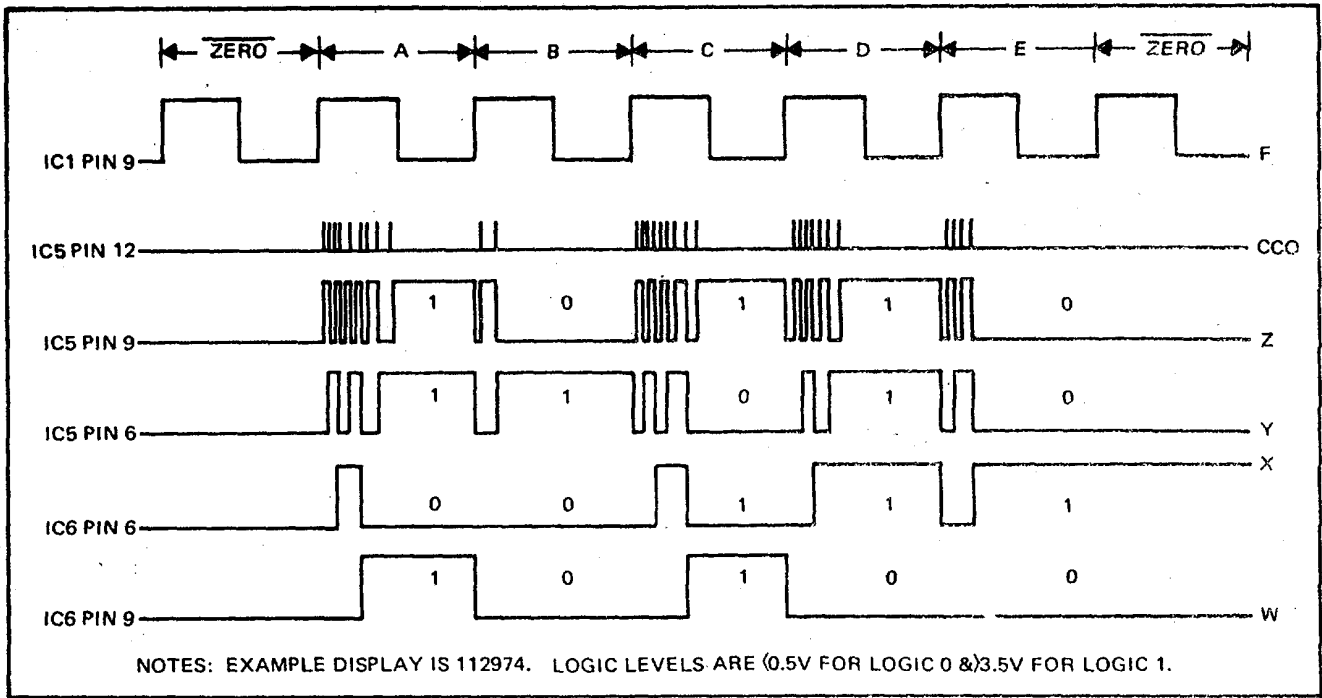 ZERO A B C D E ZERO
IC1 PIN 9 F
IC5 PIN 12 CCO
IC5 PIN 9 1 0 1 1 0 Z
IC5 PIN 6 1 1 0 1 0 Y
X
IC6 PIN 6 0 0 1 1 1
IC6 PIN 9 1 0 1 0 0 W
NOTES: EXAMPLE DISPLAY IS 112974. LOGIC LEVELS ARE ⟨0.5V FOR LOGIC 0 &⟩3.5V FOR LOGIC 1.